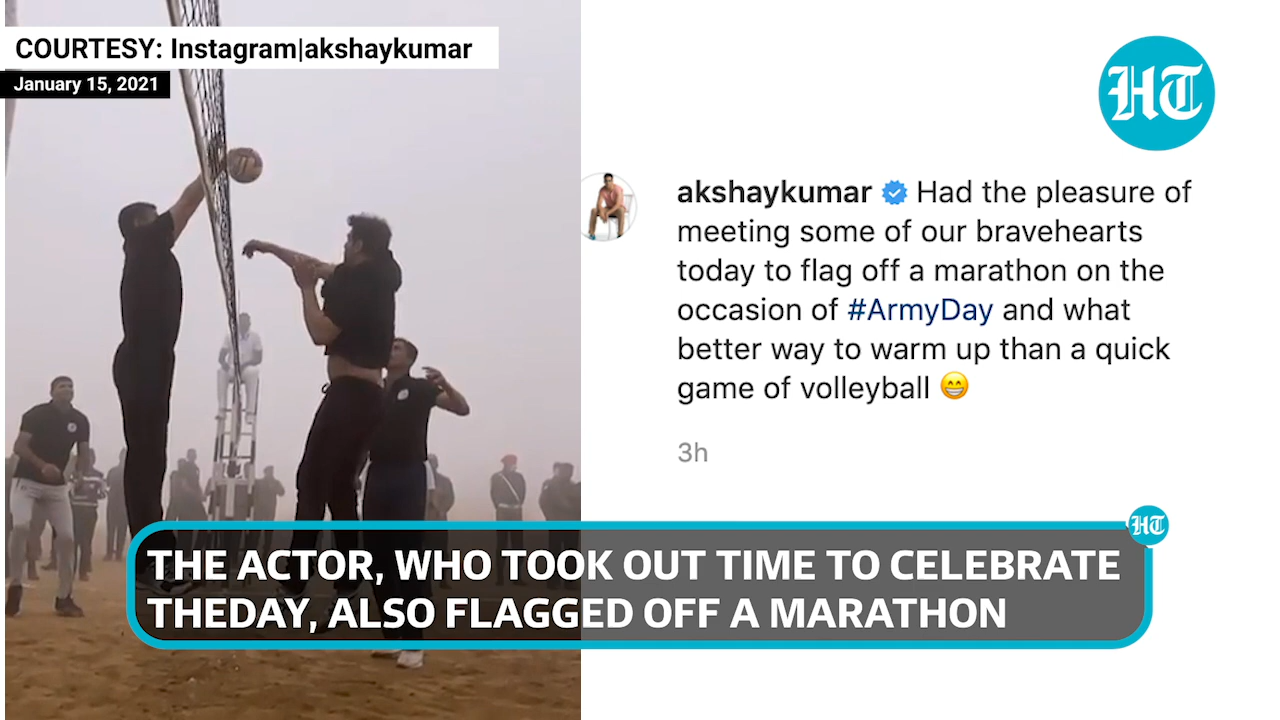 COURTESY: Instagram|akshaykumar
January 15, 2021
HT
akshaykumar Had the pleasure of
meeting some of our bravehearts
today to flag off a marathon on the
occasion of #ArmyDay and what
better way to warm up than a quick
game of volleyball 😁
3h
HT
THE ACTOR, WHO TOOK OUT TIME TO CELEBRATE
THEDAY, ALSO FLAGGED OFF A MARATHON